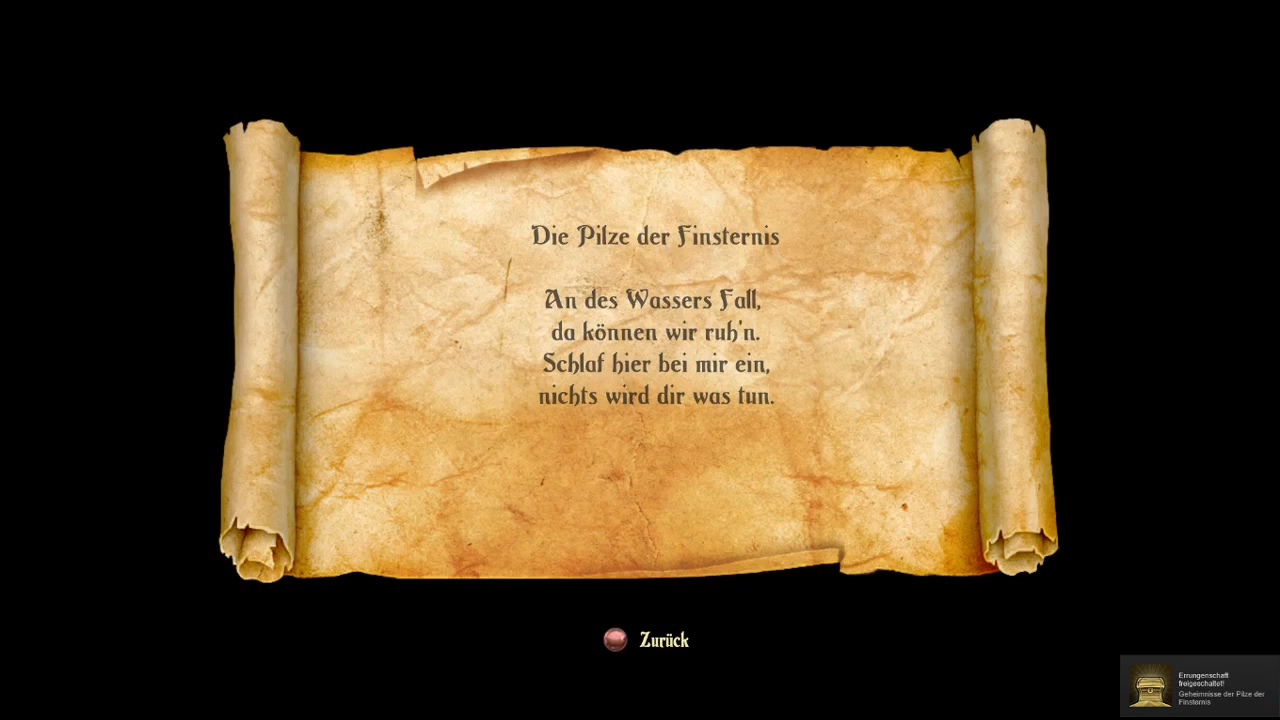 Die Pilze der Finsternis
An des Wassers Fall,
da können wir ruh'n.
Schlaf hier bei mir ein,
nichts wird dir was tun.
Zurück
Errungenschaft
freigeschaltet!
Geheimnisse der Pilze der
Finsternis